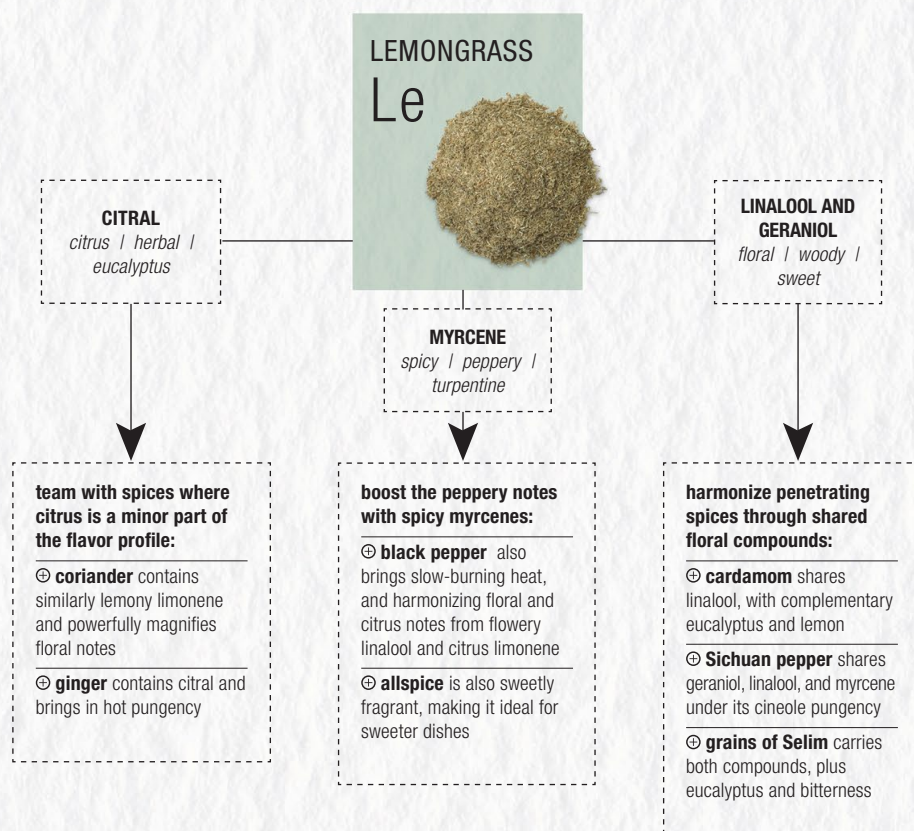 LEMONGRASS
Le
CITRAL
citrus | herbal |
eucalyptus
MYRCENE
spicy | peppery |
turpentine
LINALOOL AND
GERANIOL
floral | woody |
sweet
team with spices where
citrus is a minor part of
the flavor profile:
⊕ coriander contains
similarly lemony limonene
and powerfully magnifies
floral notes
⊕ ginger contains citral and
brings in hot pungency
boost the peppery notes
with spicy myrcenes:
⊕ black pepper also
brings slow-burning heat,
and harmonizing floral and
citrus notes from flowery
linalool and citrus limonene
⊕ allspice is also sweetly
fragrant, making it ideal for
sweeter dishes
harmonize penetrating
spices through shared
floral compounds:
⊕ cardamom shares
linalool, with complementary
eucalyptus and lemon
⊕ Sichuan pepper shares
geraniol, linalool, and myrcene
under its cineole pungency
⊕ grains of Selim carries
both compounds, plus
eucalyptus and bitterness